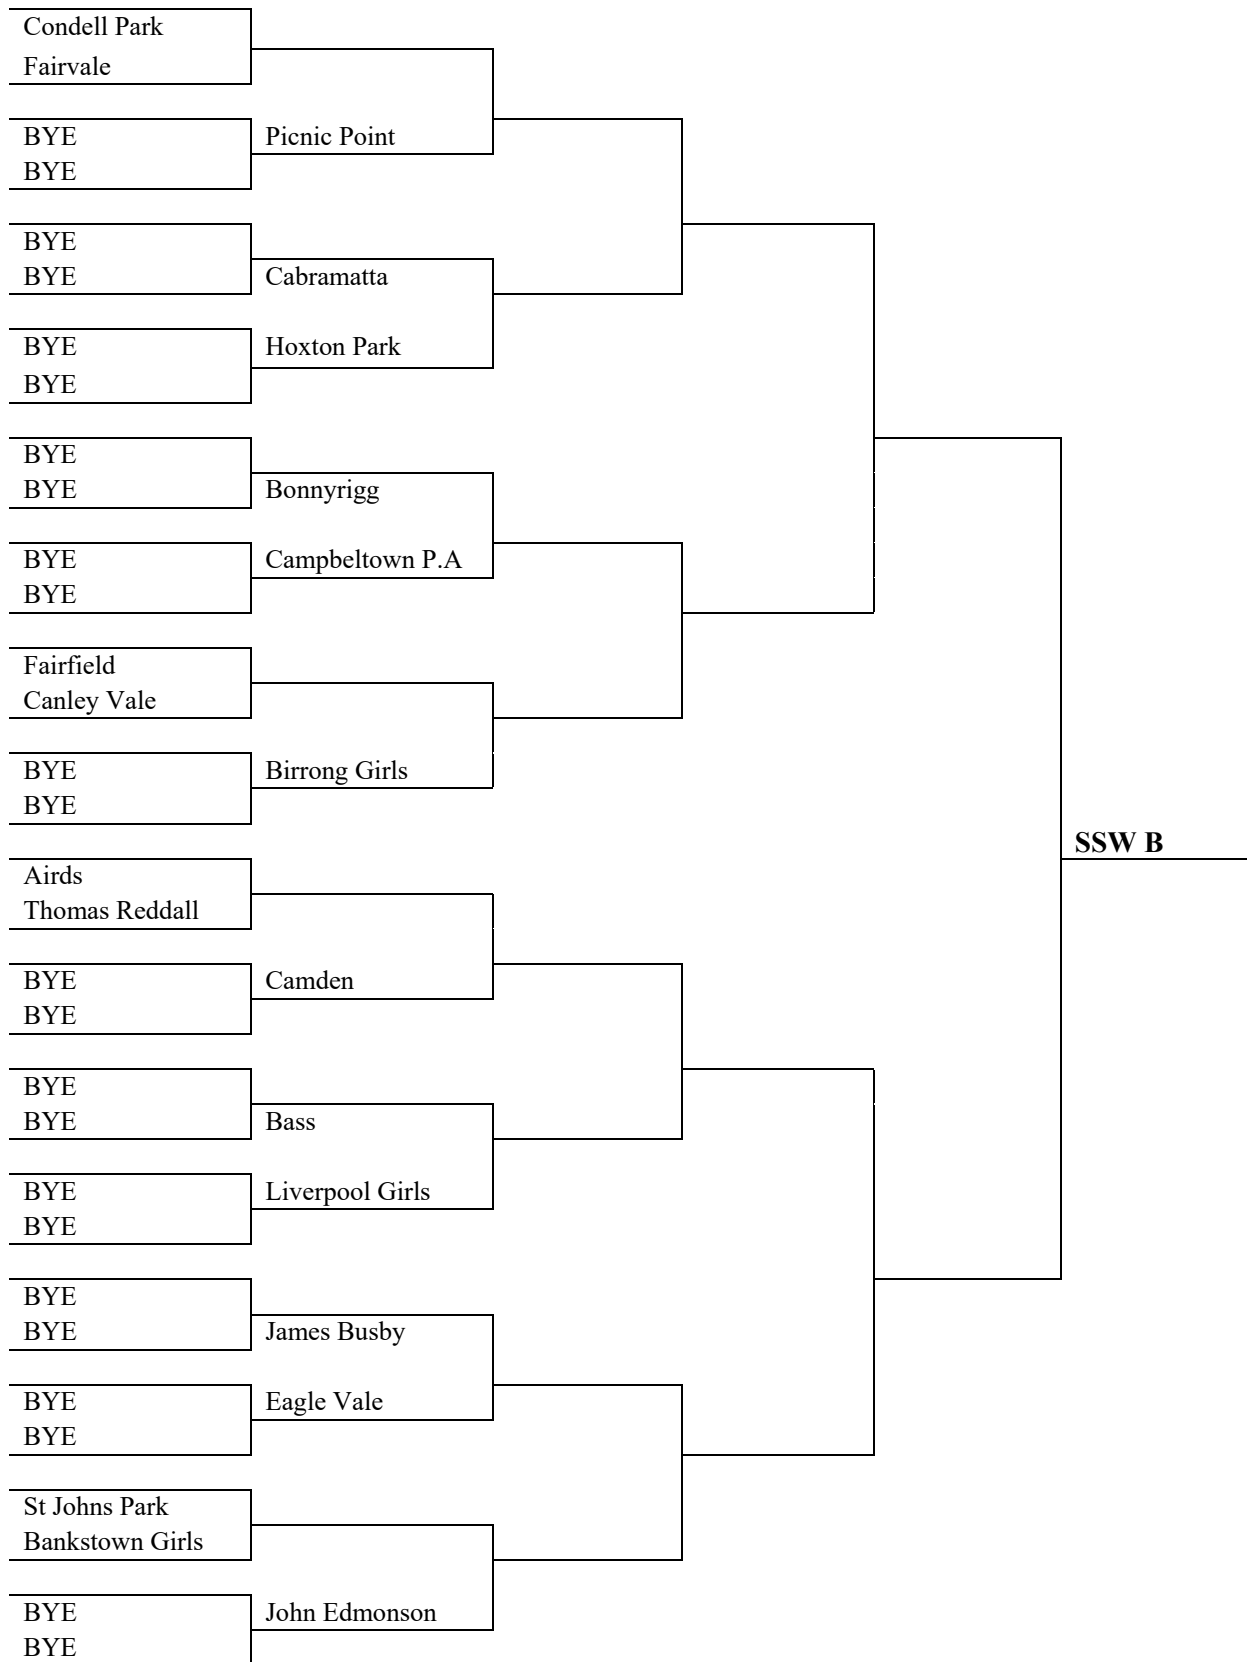 Condell Park
Fairvale
BYE
Picnic Point
BYE
BYE
BYE
Cabramatta
BYE
Hoxton Park
BYE
BYE
BYE
Bonnyrigg
BYE
Campbeltown P.A
BYE
Fairfield
Canley Vale
BYE
Birrong Girls
BYE
SSW B
Airds
Thomas Reddall
BYE
Camden
BYE
BYE
BYE
Bass
BYE
Liverpool Girls
BYE
BYE
BYE
James Busby
BYE
Eagle Vale
BYE
St Johns Park
Bankstown Girls
BYE
John Edmonson
BYE